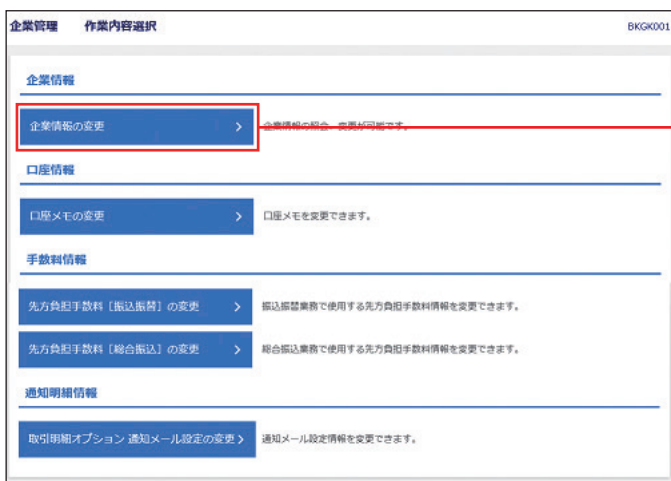 企業管理 作業内容選択 BKGK001
企業情報
企業情報の変更 企業情報の照会、変更が可能です。
口座情報
口座メモの変更 口座メモを変更できます。
手数料情報
先方負担手数料［振込振替］の変更 振込振替業務で使用する先方負担手数料情報を変更できます。
先方負担手数料［総合振込］の変更 総合振込業務で使用する先方負担手数料情報を変更できます。
通知明細情報
取引明細オプション 通知メール設定の変更 通知メール設定情報を変更できます。